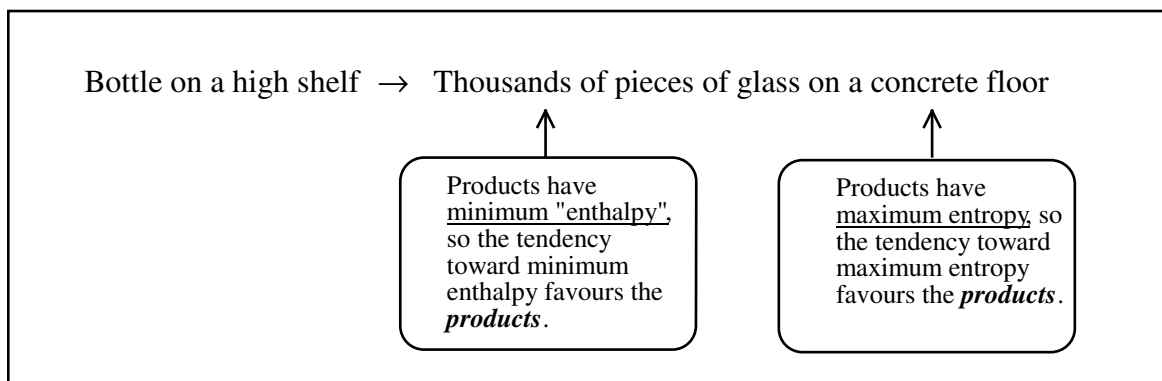 Bottle on a high shelf → Thousands of pieces of glass on a concrete floor
Products have
minimum "enthalpy",
so the tendency
toward minimum
enthalpy favours the
products.
Products have
maximum entropy, so
the tendency toward
maximum entropy
favours the products.